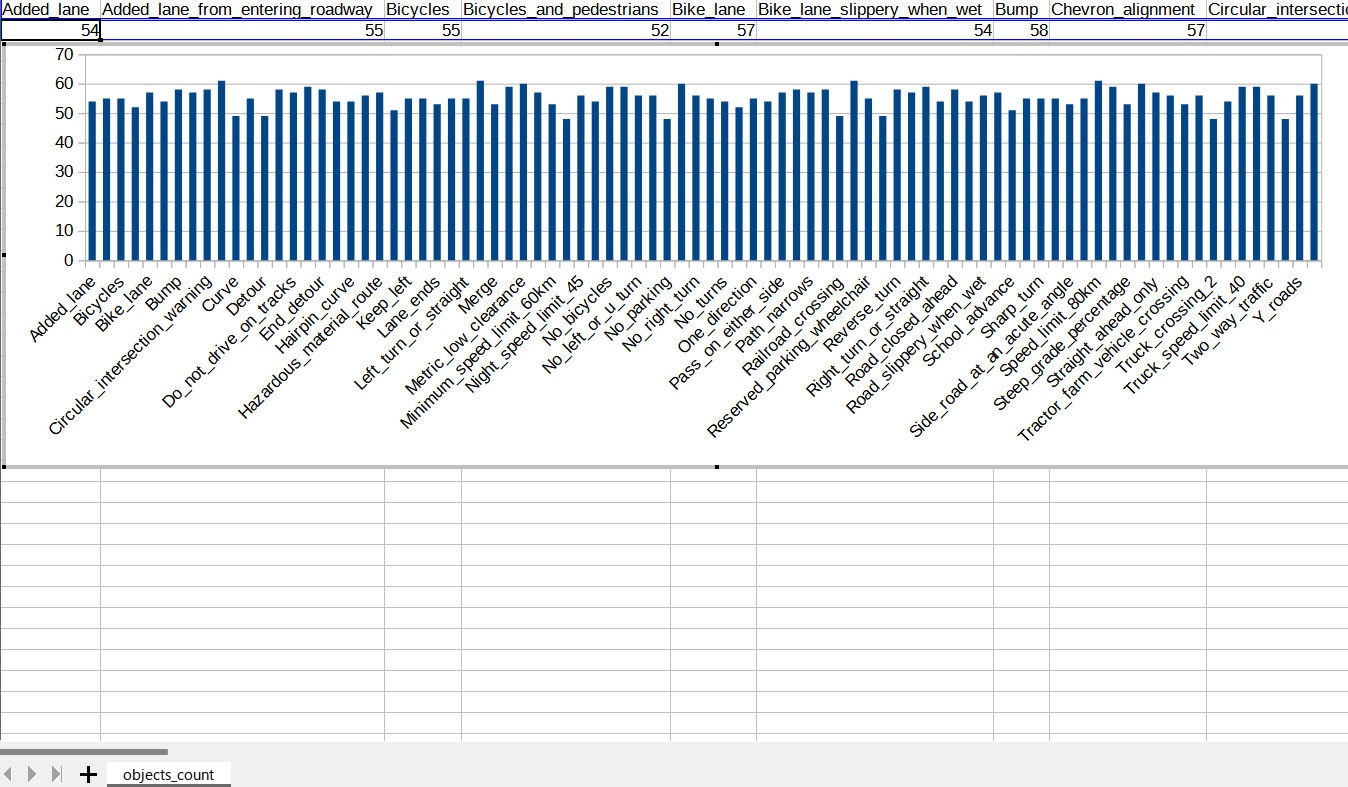 Added_lane Added_lane_from_entering_roadway Bicycles Bicycles_and_pedestrians Bike_lane Bike_lane_slippery_when_wet Bump Chevron_alignment Circular_intersectio
54 55 55 52 57 54 58 57
70
60
50
40
30
20
10
0
Added_lane
Bicycles
Bike_lane
Bump
Circular_intersection_warning
Curve
Detour
Do_not_drive_on_tracks
End_detour
Hairpin_curve
Hazardous_material_route
Keep_left
Lane_ends
Left_turn_or_straight
Merge
Metric_low_clearance
Minimum_speed_limit_60km
Night_speed_limit_45
No_bicycles
No_left_or_u_turn
No_parking
No_right_turn
No_turns
One_direction
Pass_on_either_side
Path_narrows
Railroad_crossing
Reserved_parking_wheelchair
Reverse_turn
Right_turn_or_straight
Road_closed_ahead
Road_slippery_when_wet
School_advance
Sharp_turn
Side_road_at_an_acute_angle
Speed_limit_80km
Steep_grade_percentage
Straight_ahead_only
Tractor_farm_vehicle_crossing
Truck_crossing_2
Truck_speed_limit_40
Two_way_traffic
Y_roads
objects_count